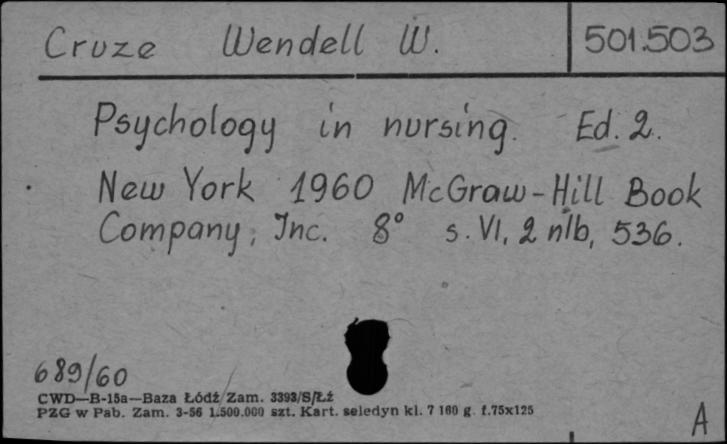 Cruze Wendell W. 501.503
Psychology in nursing. Ed. 2.
New York 1960 McGraw-Hill Book
Company, Inc. 8° s. VI, 2 nlb, 536.
689/60
CWD—B-15a—Baza Łódź Zam. 3393/S/Łź
PZG w Pab. Zam. 3-56 1.500.000 szt. Kart. seledyn kl. 7 160 g. f.75x125
A